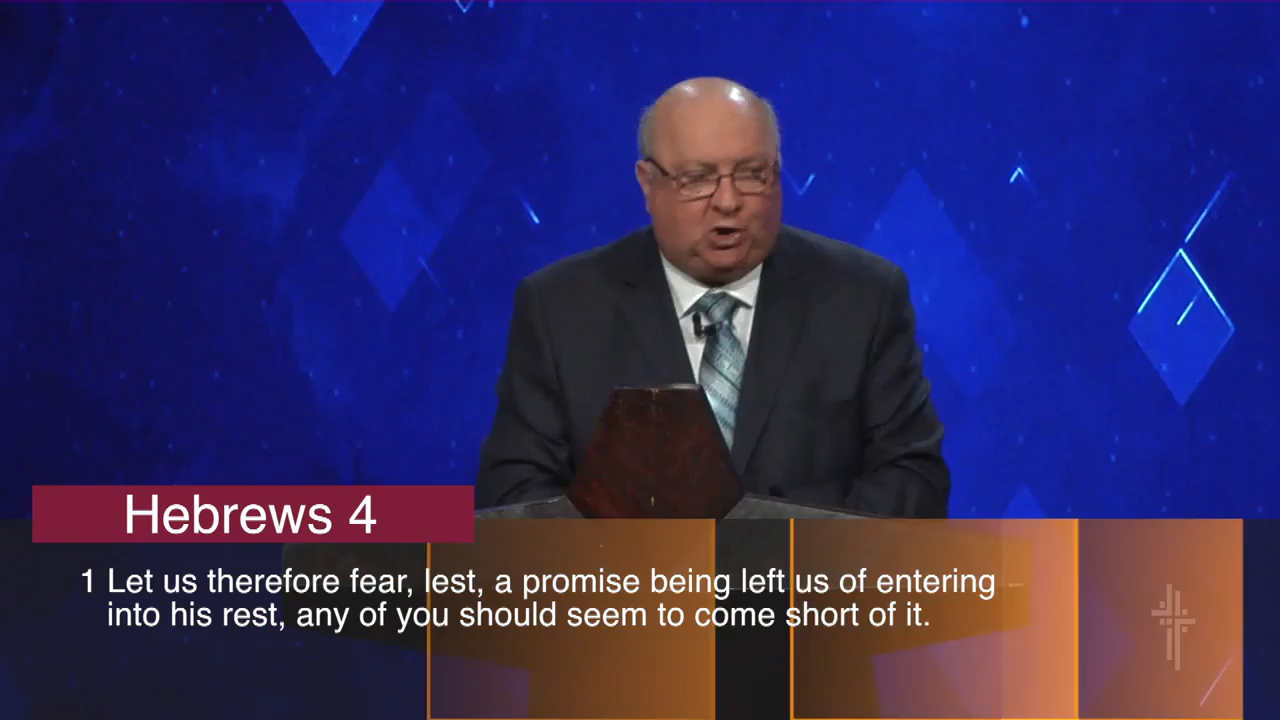 Hebrews 4
1 Let us therefore fear, lest, a promise being left us of entering
into his rest, any of you should seem to come short of it.